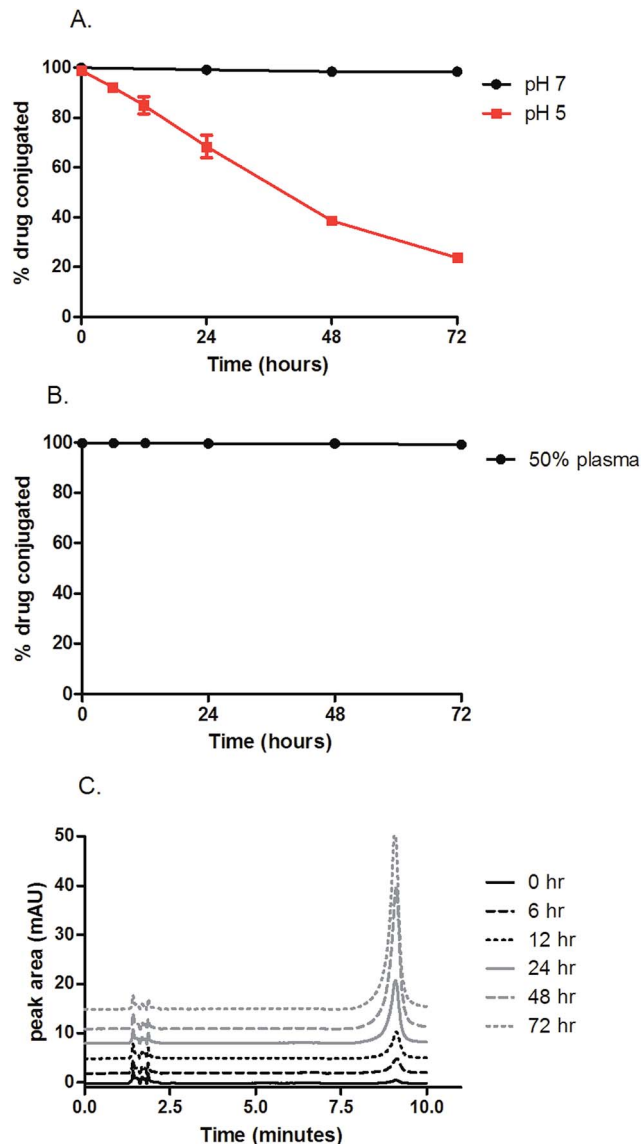 A.
% drug conjugated
100
80
60
40
20
0
0 24 48 72
Time (hours)
pH 7
pH 5
B.
% drug conjugated
100
80
60
40
20
0
0 24 48 72
Time (hours)
50% plasma
C.
peak area (mAU)
50
40
30
20
10
0
0.0 2.5 5.0 7.5 10.0
Time (minutes)
0 hr
6 hr
12 hr
24 hr
48 hr
72 hr